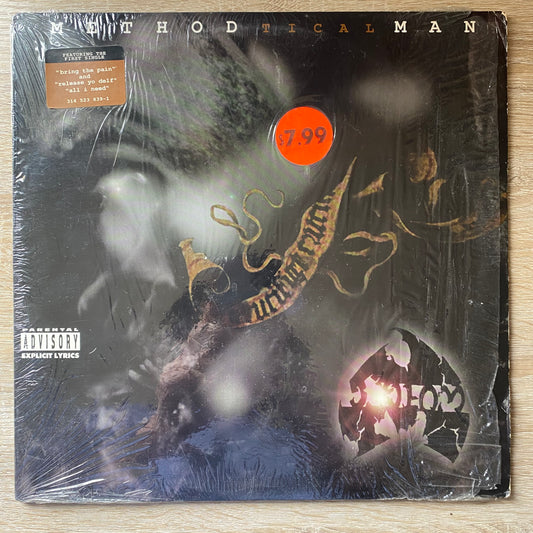 METHOD TICAL MAN
FEATURING THE
FIRST SINGLE
"bring the pain"
and
"release yo delf"
"all i need"
314 523 839-1
$7.99
PARENTAL
ADVISORY
EXPLICIT LYRICS